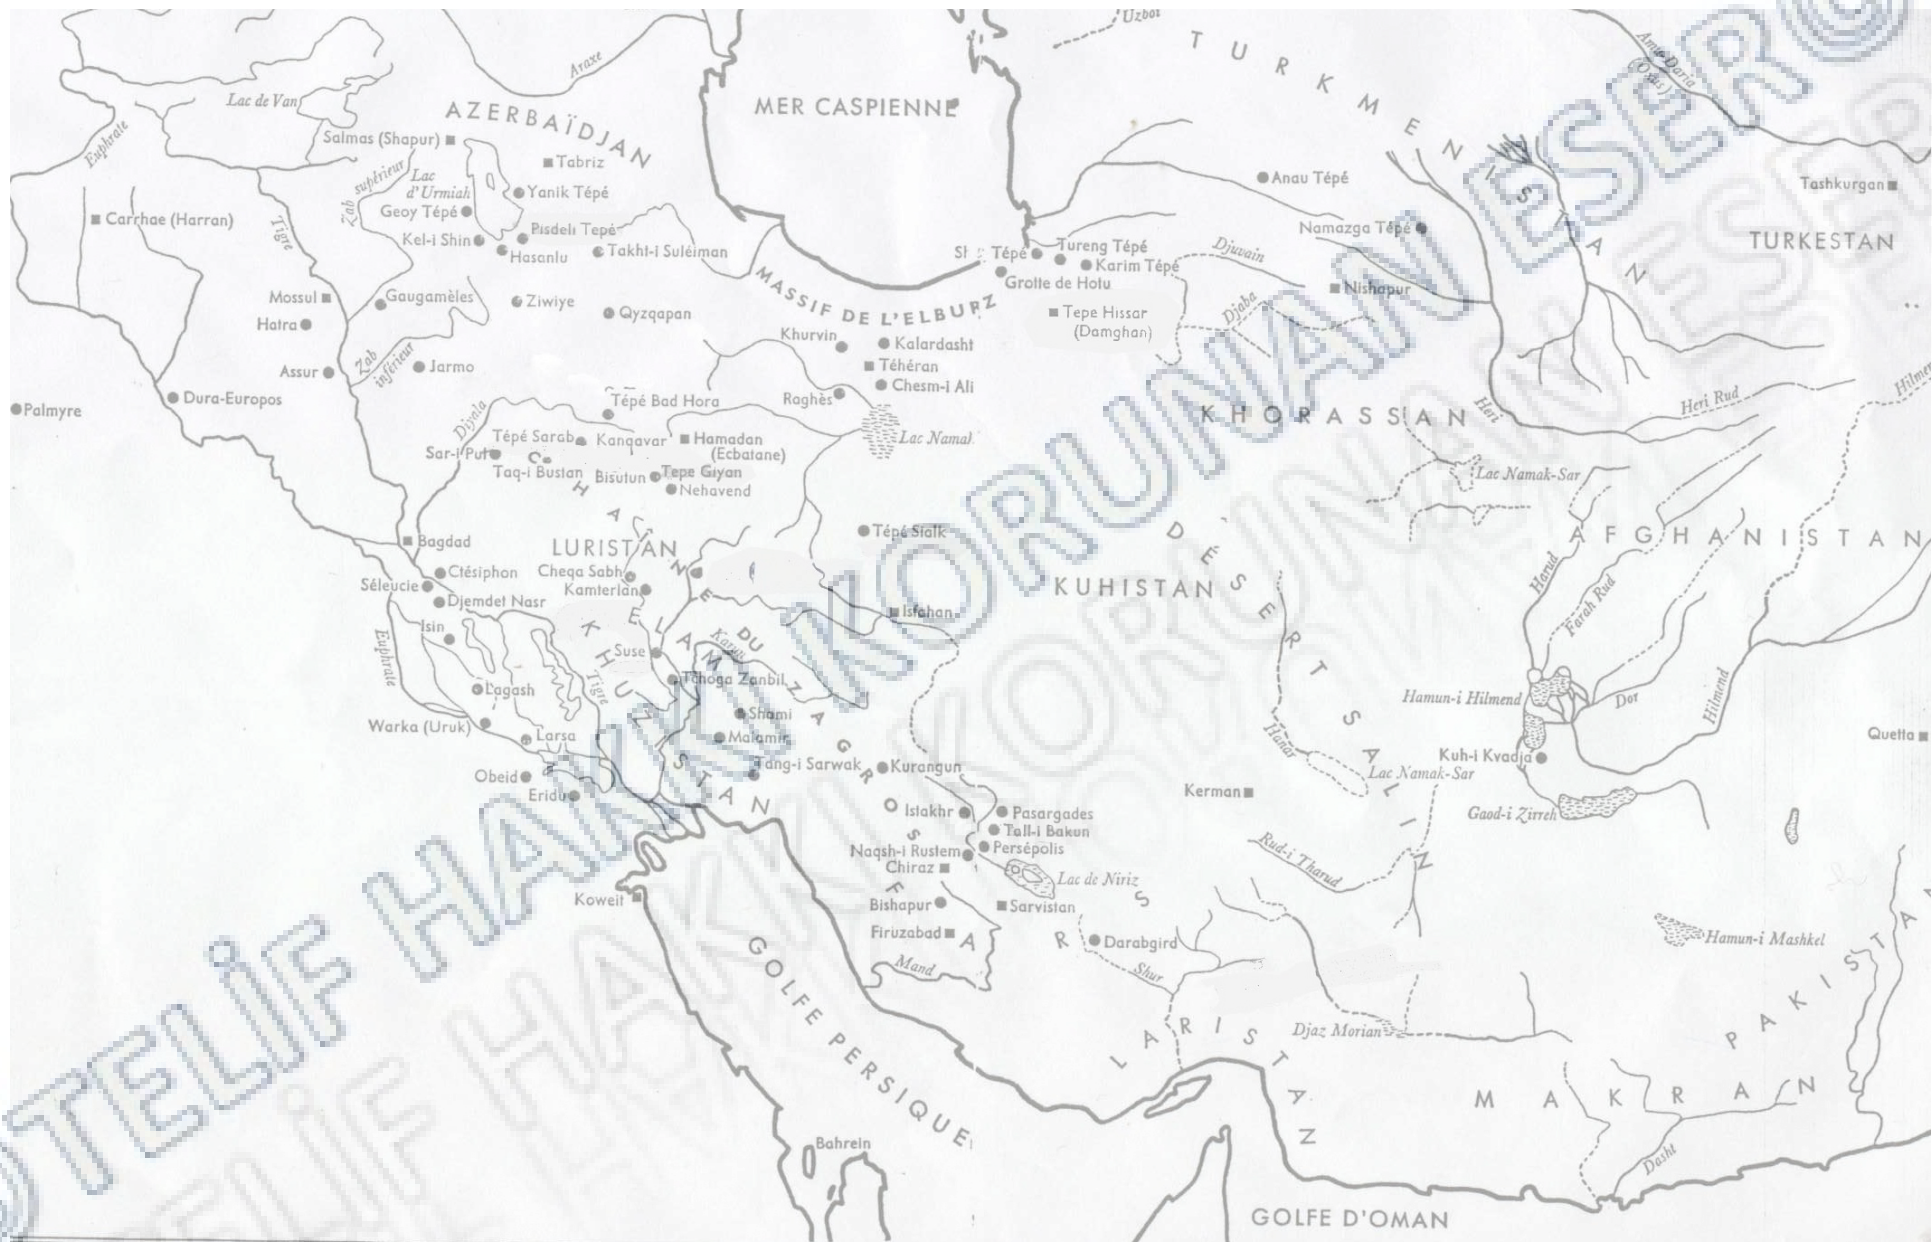 Uzboi
TURKMENISTAN
Amu-Daria
(Oxus)
Araxe
Lac de Van
AZERBAÏDJAN
MER CASPIENNE
Euphrate
Salmas (Shapur)
Tabriz
Zab supérieur
Lac
d'Urmiah
Yanik Tépé
Anau Tépé
Tashkurgan
Carrhae (Harran)
Tigre
Geoy Tépé
Pisdeli Tepe
Namazga Tépé
TURKESTAN
Kel-i Shin
Hasanlu
Takht-i Suléiman
Tépé
Tureng Tépé
Karim Tépé
Djuvain
Grotte de Hotu
MASSIF DE L'ELBURZ
Mossul
Gaugamèles
Ziwiye
Qyzqapan
Nishapur
Djaba
Tepe Hissar
(Damghan)
Hatra
Khurvin
Kalardasht
Zab
inférieur
Assur
Jarmo
Téhéran
Chesm-i Ali
Palmyre
Dura-Europos
Tépé Bad Hora
Raghès
KHORASSAN
Heri
Heri Rud
Diyala
Tépé Sarab
Kangavar
Hamadan
(Ecbatane)
Lac Namak
Sar-i Pul
Taq-i Bustan
Bisutun
Tepe Giyan
Nehavend
Lac Namak-Sar
CHAÎNE DU ZAGROS
Tépé Sialk
DÉSERT SALIN
AFGHANISTAN
Bagdad
LURISTAN
Cheqa Sabh
Kamterlan
KUHISTAN
Harud
Farah Rud
Ctésiphon
Séleucie
Djemdet Nasr
Isfahan
Isin
ELAM
KHUZISTAN
Karun
Euphrate
Suse
Tchoga Zanbil
Lagash
Tigre
Shami
Hamun-i Hilmend
Dor
Hilmend
Warka (Uruk)
Larsa
Malamir
Hanar
Quetta
Obeid
Tang-i Sarwak
Kurangun
Kuh-i Kvadja
Lac Namak-Sar
Eridu
Kerman
Istakhr
Pasargades
Tall-i Bakun
Gaod-i Zirreh
Naqsh-i Rustem
Persépolis
Rud-i Tharud
Chiraz
Lac de Niriz
Koweit
Bishapur
Sarvistan
FARS
Firuzabad
Darabgird
Hamun-i Mashkel
Mand
Shur
GOLFE PERSIQUE
LARISTAN
Djaz Morian
PAKISTA
MAKRAN
Bahrein
Dasht
GOLFE D'OMAN
TELİF HAKKI KORUNAN ESER